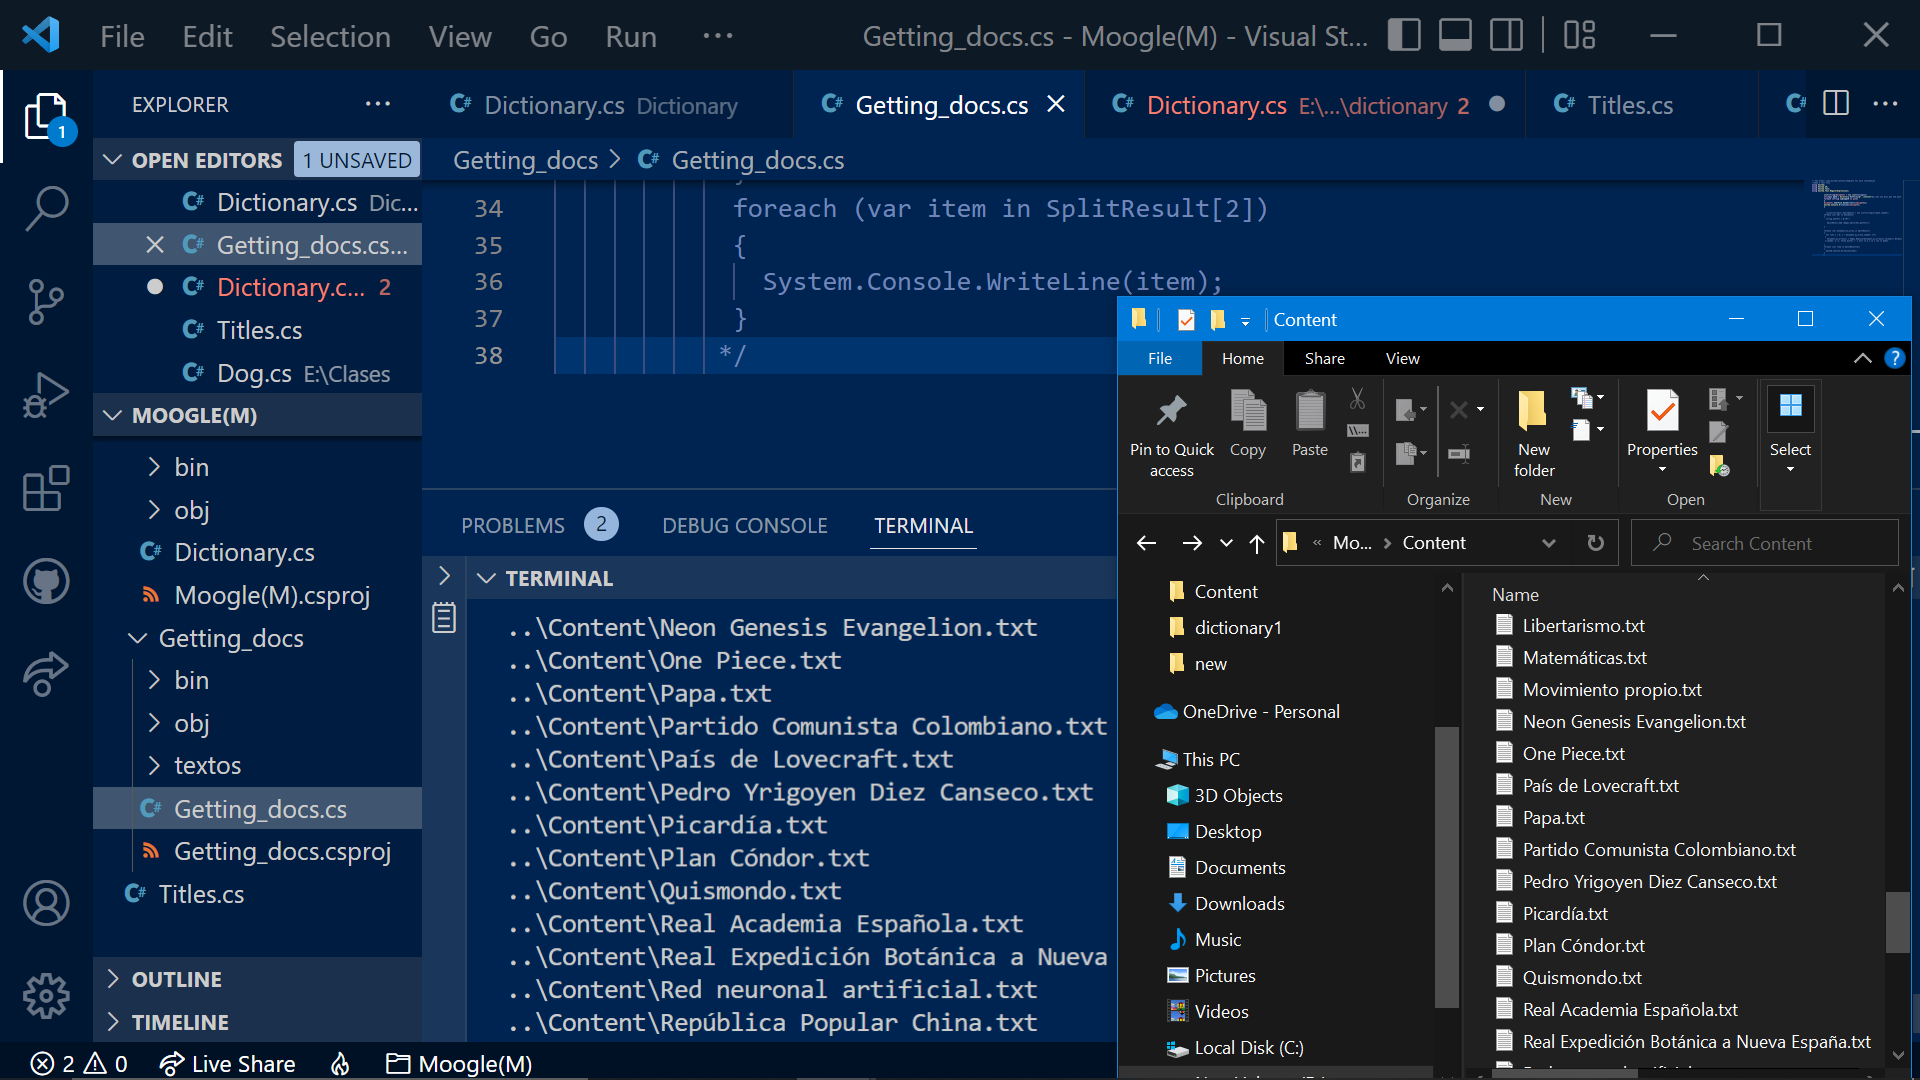 File Edit Selection View Go Run ···
Getting_docs.cs - Moogle(M) - Visual St...
EXPLORER ···
Dictionary.cs Dictionary
Getting_docs.cs
Dictionary.cs E:\...\dictionary 2
Titles.cs
···
OPEN EDITORS 1 UNSAVED
Dictionary.cs Dic...
Getting_docs.cs...
Dictionary.c... 2
Titles.cs
Dog.cs E:\Clases
MOOGLE(M)
bin
obj
Dictionary.cs
Moogle(M).csproj
Getting_docs
bin
obj
textos
Getting_docs.cs
Getting_docs.csproj
Titles.cs
OUTLINE
TIMELINE
1
Getting_docs > Getting_docs.cs
34 foreach (var item in SplitResult[2])
35 {
36 System.Console.WriteLine(item);
37 }
38 */
PROBLEMS 2 DEBUG CONSOLE TERMINAL
TERMINAL
..\Content\Neon Genesis Evangelion.txt
..\Content\One Piece.txt
..\Content\Papa.txt
..\Content\Partido Comunista Colombiano.txt
..\Content\País de Lovecraft.txt
..\Content\Pedro Yrigoyen Diez Canseco.txt
..\Content\Picardía.txt
..\Content\Plan Cóndor.txt
..\Content\Quismondo.txt
..\Content\Real Academia Española.txt
..\Content\Real Expedición Botánica a Nueva
..\Content\Red neuronal artificial.txt
..\Content\República Popular China.txt
Content
File Home Share View
?
Pin to Quick access
Copy
Paste
Clipboard
Organize
New folder
New
Properties
Open
Select
« Mo... > Content
Search Content
Content
dictionary1
new
OneDrive - Personal
This PC
3D Objects
Desktop
Documents
Downloads
Music
Pictures
Videos
Local Disk (C:)
Name
Libertarismo.txt
Matemáticas.txt
Movimiento propio.txt
Neon Genesis Evangelion.txt
One Piece.txt
País de Lovecraft.txt
Papa.txt
Partido Comunista Colombiano.txt
Pedro Yrigoyen Diez Canseco.txt
Picardía.txt
Plan Cóndor.txt
Quismondo.txt
Real Academia Española.txt
Real Expedición Botánica a Nueva España.txt
2 0 Live Share Moogle(M)